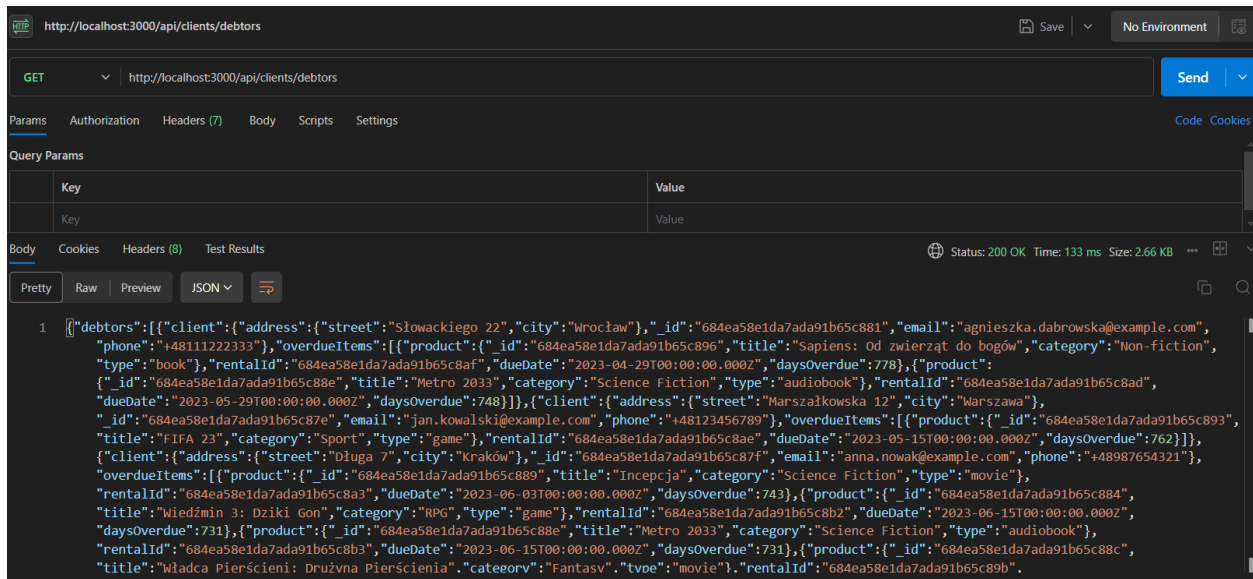 HTTP http://localhost:3000/api/clients/debtors Save No Environment
GET http://localhost:3000/api/clients/debtors Send
Params Authorization Headers (7) Body Scripts Settings Code Cookies
Query Params
Key Value
Key Value
Body Cookies Headers (8) Test Results Status: 200 OK Time: 133 ms Size: 2.66 KB
Pretty Raw Preview JSON
1 {"debtors":[{"client":{"address":{"street":"Słowackiego 22","city":"Wrocław"},"_id":"684ea58e1da7ada91b65c881","email":"agnieszka.dabrowska@example.com",
"phone":"+48111222333"},"overdueItems":[{"product":{"_id":"684ea58e1da7ada91b65c896","title":"Sapiens: Od zwierząt do bogów","category":"Non-fiction",
"type":"book"},"rentalId":"684ea58e1da7ada91b65c8af","dueDate":"2023-04-29T00:00:00.000Z","daysOverdue":778},{"product":
{"_id":"684ea58e1da7ada91b65c88e","title":"Metro 2033","category":"Science Fiction","type":"audiobook"},"rentalId":"684ea58e1da7ada91b65c8ad",
"dueDate":"2023-05-29T00:00:00.000Z","daysOverdue":748}]},{"client":{"address":{"street":"Marszałkowska 12","city":"Warszawa"},
"_id":"684ea58e1da7ada91b65c87e","email":"jan.kowalski@example.com","phone":"+48123456789"},"overdueItems":[{"product":{"_id":"684ea58e1da7ada91b65c893",
"title":"FIFA 23","category":"Sport","type":"game"},"rentalId":"684ea58e1da7ada91b65c8ae","dueDate":"2023-05-15T00:00:00.000Z","daysOverdue":762}]},
{"client":{"address":{"street":"Długa 7","city":"Kraków"},"_id":"684ea58e1da7ada91b65c87f","email":"anna.nowak@example.com","phone":"+48987654321"},
"overdueItems":[{"product":{"_id":"684ea58e1da7ada91b65c889","title":"Incepcja","category":"Science Fiction","type":"movie"},
"rentalId":"684ea58e1da7ada91b65c8a3","dueDate":"2023-06-03T00:00:00.000Z","daysOverdue":743},{"product":{"_id":"684ea58e1da7ada91b65c884",
"title":"Wiedźmin 3: Dziki Gon","category":"RPG","type":"game"},"rentalId":"684ea58e1da7ada91b65c8b2","dueDate":"2023-06-15T00:00:00.000Z",
"daysOverdue":731},{"product":{"_id":"684ea58e1da7ada91b65c88e","title":"Metro 2033","category":"Science Fiction","type":"audiobook"},
"rentalId":"684ea58e1da7ada91b65c8b3","dueDate":"2023-06-15T00:00:00.000Z","daysOverdue":731},{"product":{"_id":"684ea58e1da7ada91b65c88c",
"title":"Władca Pierścieni: Drużyna Pierścienia","category":"Fantasy","type":"movie"},"rentalId":"684ea58e1da7ada91b65c89b",